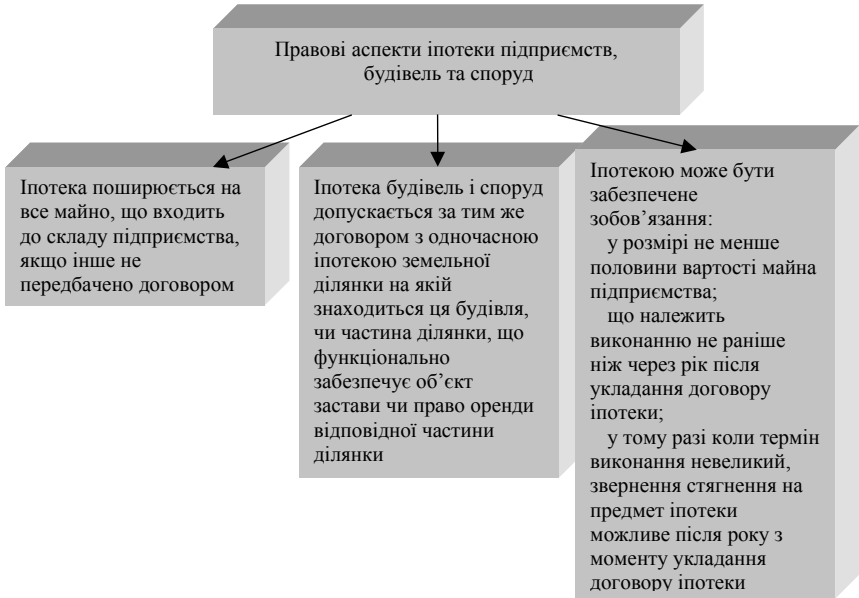 Правові аспекти іпотеки підприємств,
будівель та споруд
Іпотека поширюється на
все майно, що входить
до складу підприємства,
якщо інше не
передбачено договором
Іпотека будівель і споруд
допускається за тим же
договором з одночасною
іпотекою земельної
ділянки на якій
знаходиться ця будівля,
чи частина ділянки, що
функціонально
забезпечує об’єкт
застави чи право оренди
відповідної частини
ділянки
Іпотекою може бути
забезпечене
зобов’язання:
у розмірі не менше
половини вартості майна
підприємства;
що належить
виконанню не раніше
ніж через рік після
укладання договору
іпотеки;
у тому разі коли термін
виконання невеликий,
звернення стягнення на
предмет іпотеки
можливе після року з
моменту укладання
договору іпотеки